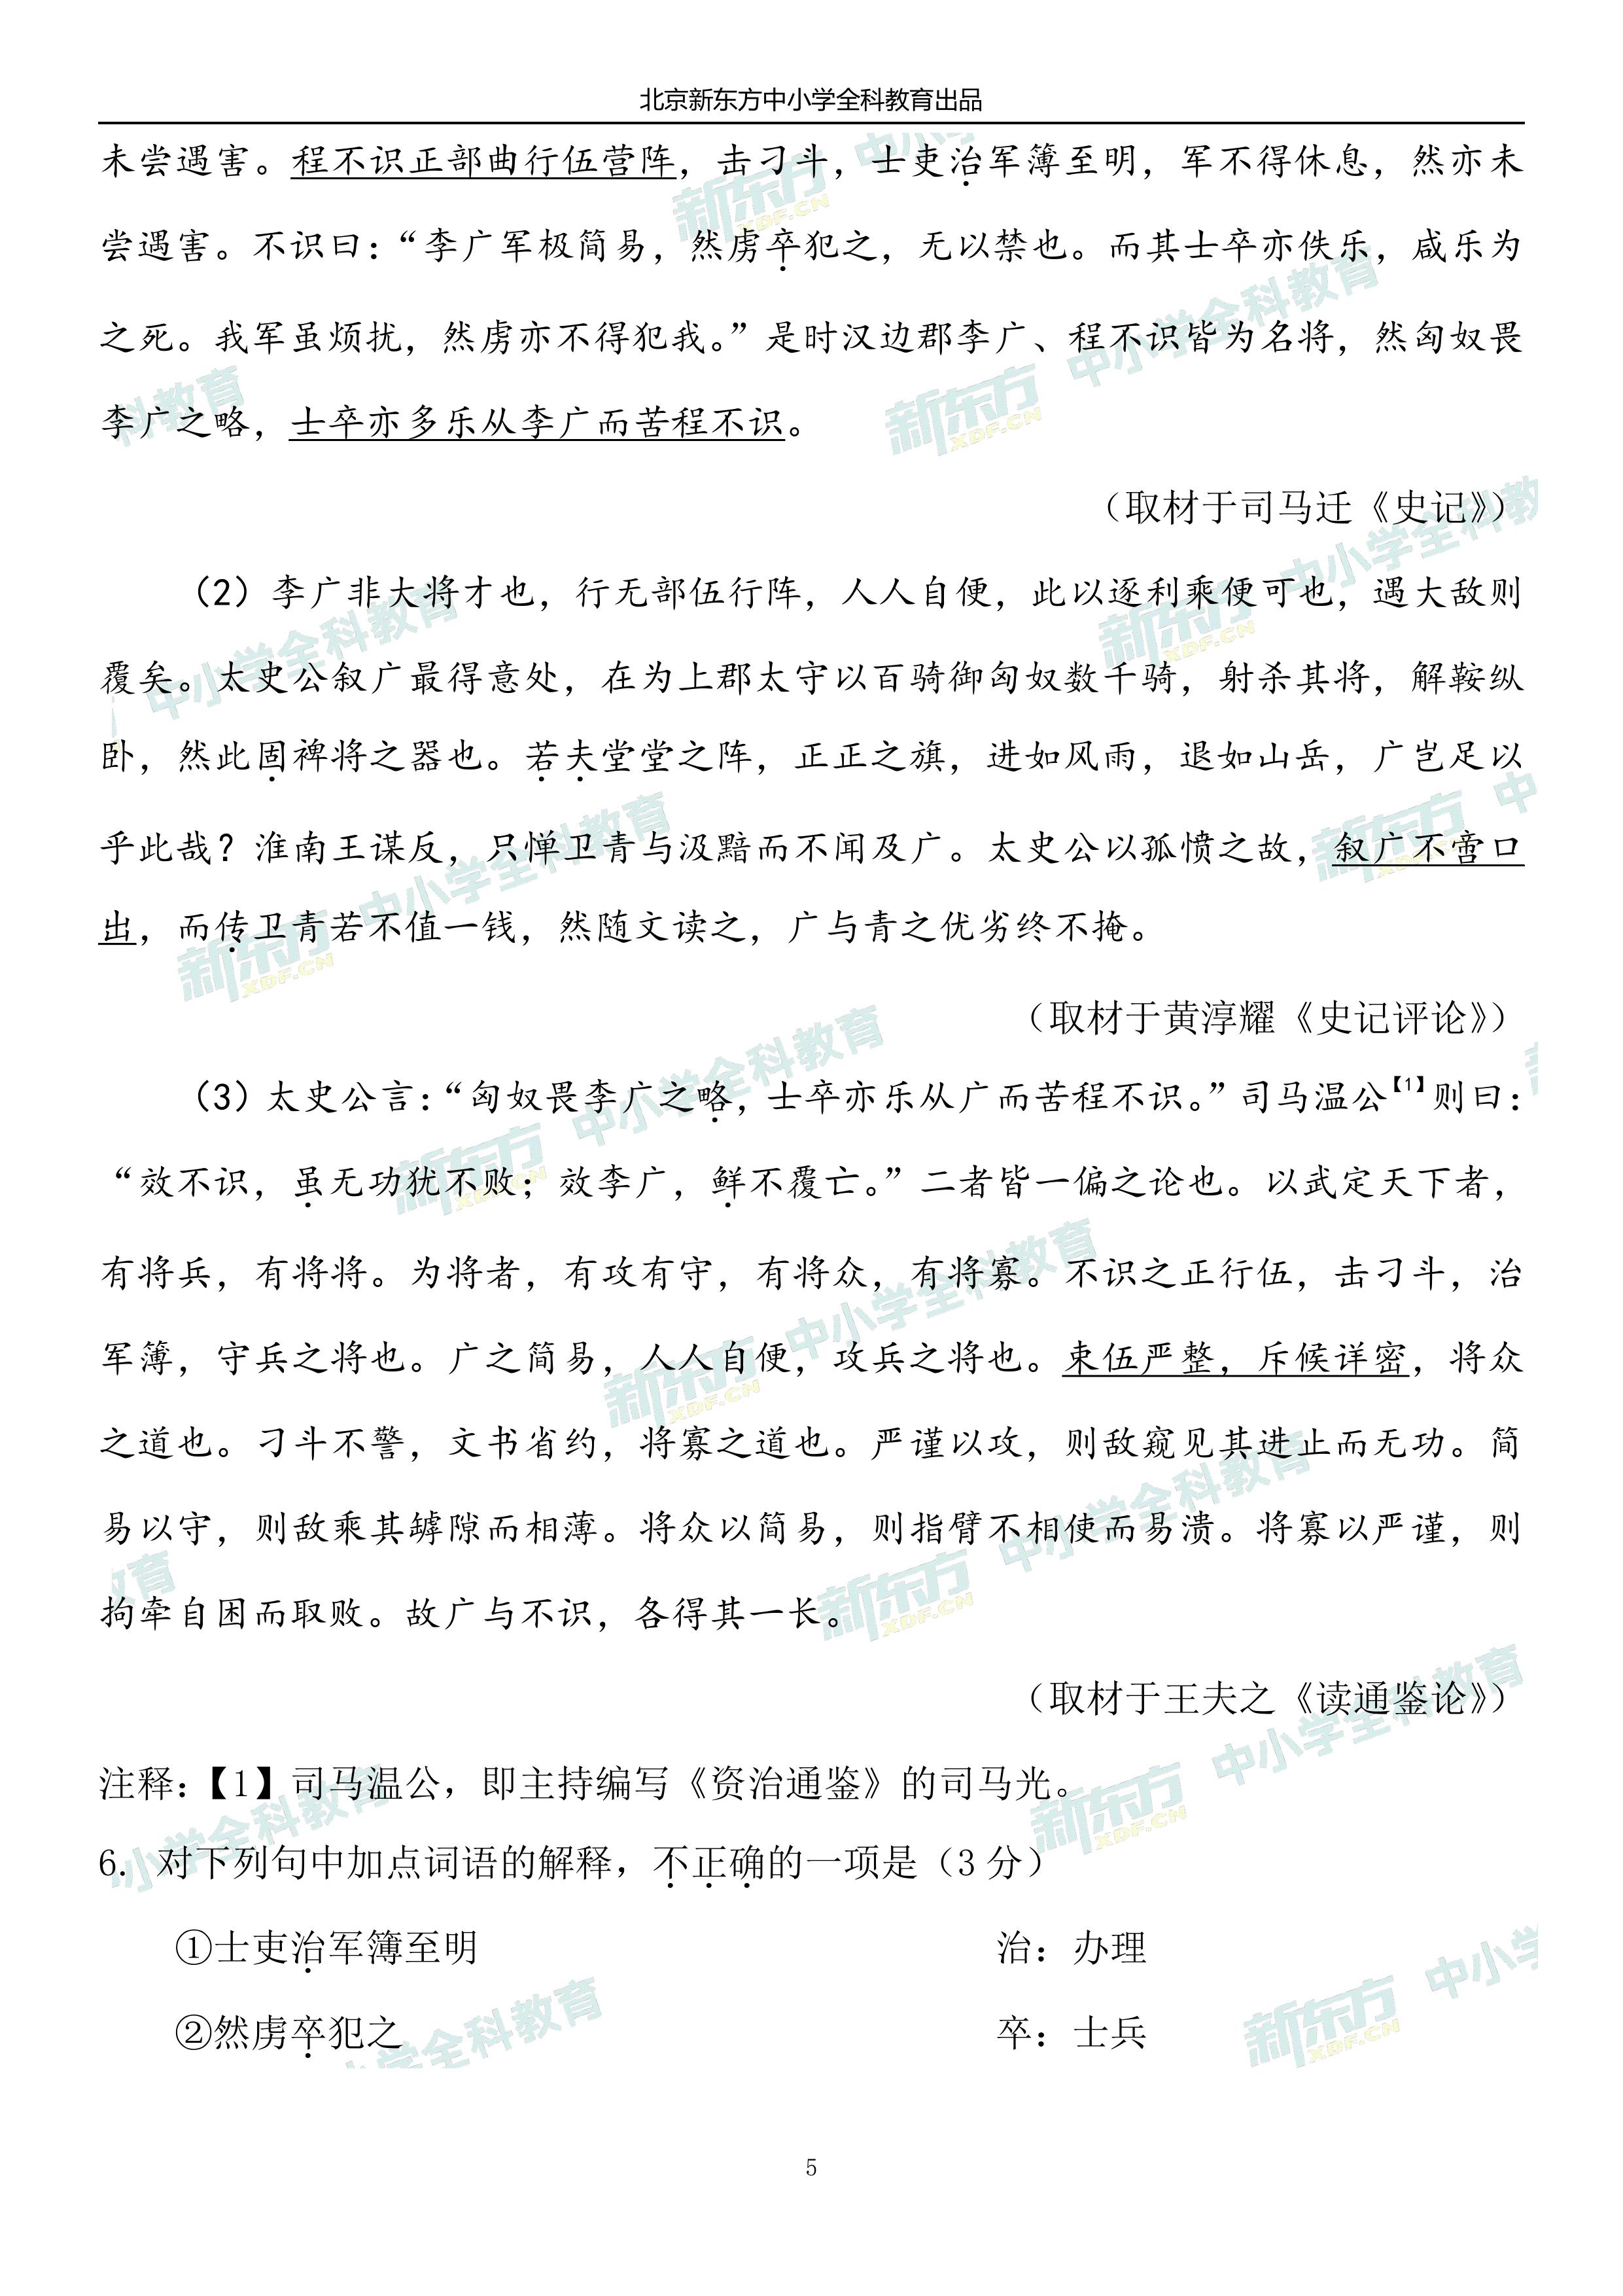 北京新东方中小学全科教育出品
未尝遇害。程不识正部曲行伍营阵，击刁斗，士吏治军簿至明，军不得休息，然亦未
尝遇害。不识曰：“李广军极简易，然虏卒犯之，无以禁也。而其士卒亦佚乐，咸乐为
之死。我军虽烦扰，然虏亦不得犯我。”是时汉边郡李广、程不识皆为名将，然匈奴畏
李广之略，士卒亦多乐从李广而苦程不识。
（取材于司马迁《史记》）
（2）李广非大将才也，行无部伍行阵，人人自便，此以逐利乘便可也，遇大敌则
覆矣。太史公叙广最得意处，在为上郡太守以百骑御匈奴数千骑，射杀其将，解鞍纵
卧，然此固裨将之器也。若夫堂堂之阵，正正之旗，进如风雨，退如山岳，广岂足以
乎此哉？淮南王谋反，只惮卫青与汲黯而不闻及广。太史公以孤愤之故，叙广不啻口
出，而传卫青若不值一钱，然随文读之，广与青之优劣终不掩。
（取材于黄淳耀《史记评论》）
（3）太史公言：“匈奴畏李广之略，士卒亦乐从广而苦程不识。”司马温公【1】则曰：
“效不识，虽无功犹不败；效李广，鲜不覆亡。”二者皆一偏之论也。以武定天下者，
有将兵，有将将。为将者，有攻有守，有将众，有将寡。不识之正行伍，击刁斗，治
军簿，守兵之将也。广之简易，人人自便，攻兵之将也。束伍严整，斥候详密，将众
之道也。刁斗不警，文书省约，将寡之道也。严谨以攻，则敌窥见其进止而无功。简
易以守，则敌乘其罅隙而相薄。将众以简易，则指臂不相使而易溃。将寡以严谨，则
拘牵自困而取败。故广与不识，各得其一长。
（取材于王夫之《读通鉴论》）
注释：【1】司马温公，即主持编写《资治通鉴》的司马光。
6. 对下列句中加点词语的解释，不正确的一项是（3 分）
①士吏治军簿至明 治：办理
②然虏卒犯之 卒：士兵
5